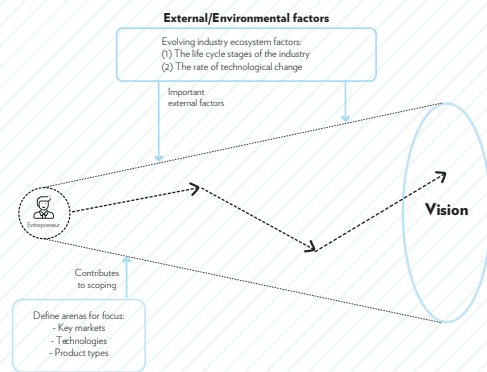 External/Environmental factors
Evolving industry ecosystem factors:
(1) The life cycle stages of the industry
(2) The rate of technological change
Important
external factors
Entrepreneur
Vision
Contributes
to scoping
Define arenas for focus:
- Key markets
- Technologies
- Product types